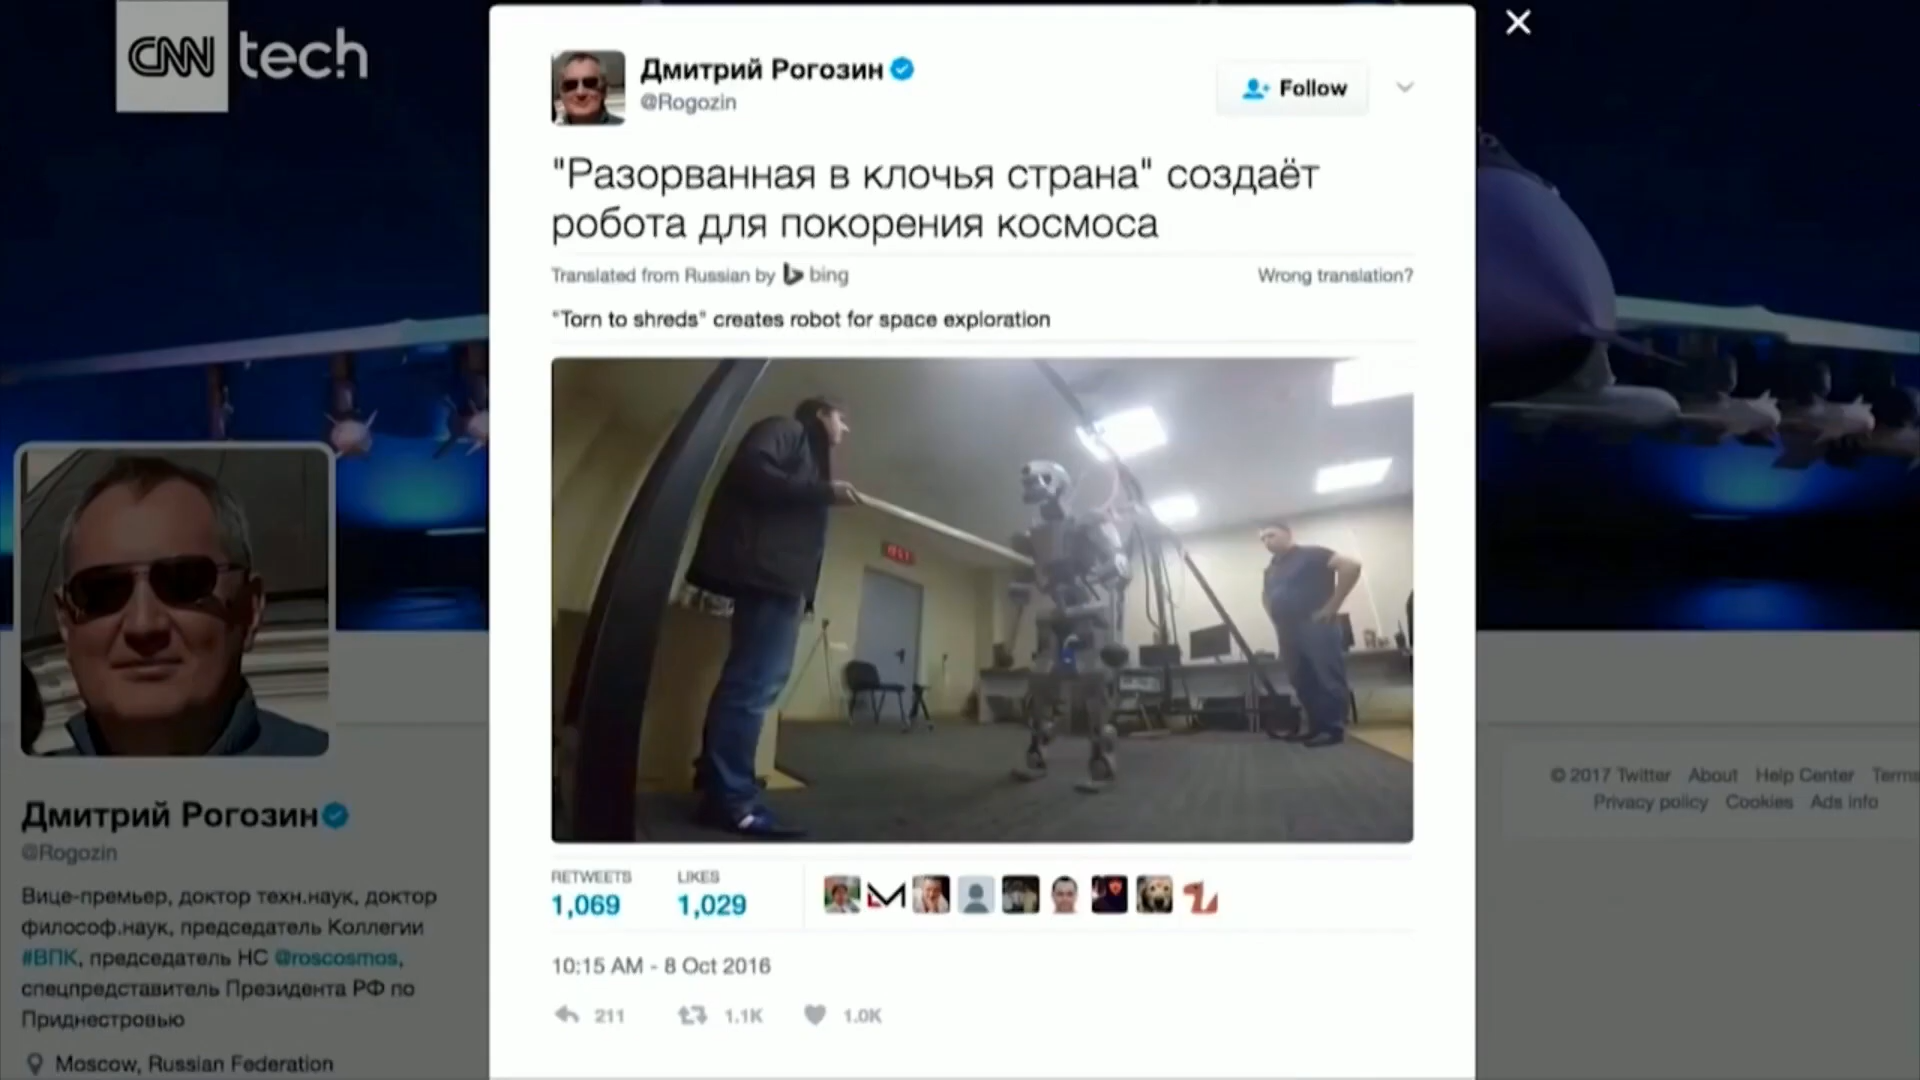 CNN tech
Дмитрий Рогозин
@Rogozin
Follow
"Разорванная в клочья страна" создаёт
робота для покорения космоса
Translated from Russian by bing
Wrong translation?
"Torn to shreds" creates robot for space exploration
RETWEETS
1,069
LIKES
1,029
10:15 AM - 8 Oct 2016
211
1.1K
1.0K
Дмитрий Рогозин
@Rogozin
Вице-премьер, доктор техн.наук, доктор
философ.наук, председатель Коллегии
#ВПК, председатель НС @roscosmos,
спецпредставитель Президента РФ по
Приднестровью
Moscow, Russian Federation
© 2017 Twitter About Help Center Terms
Privacy policy Cookies Ads info